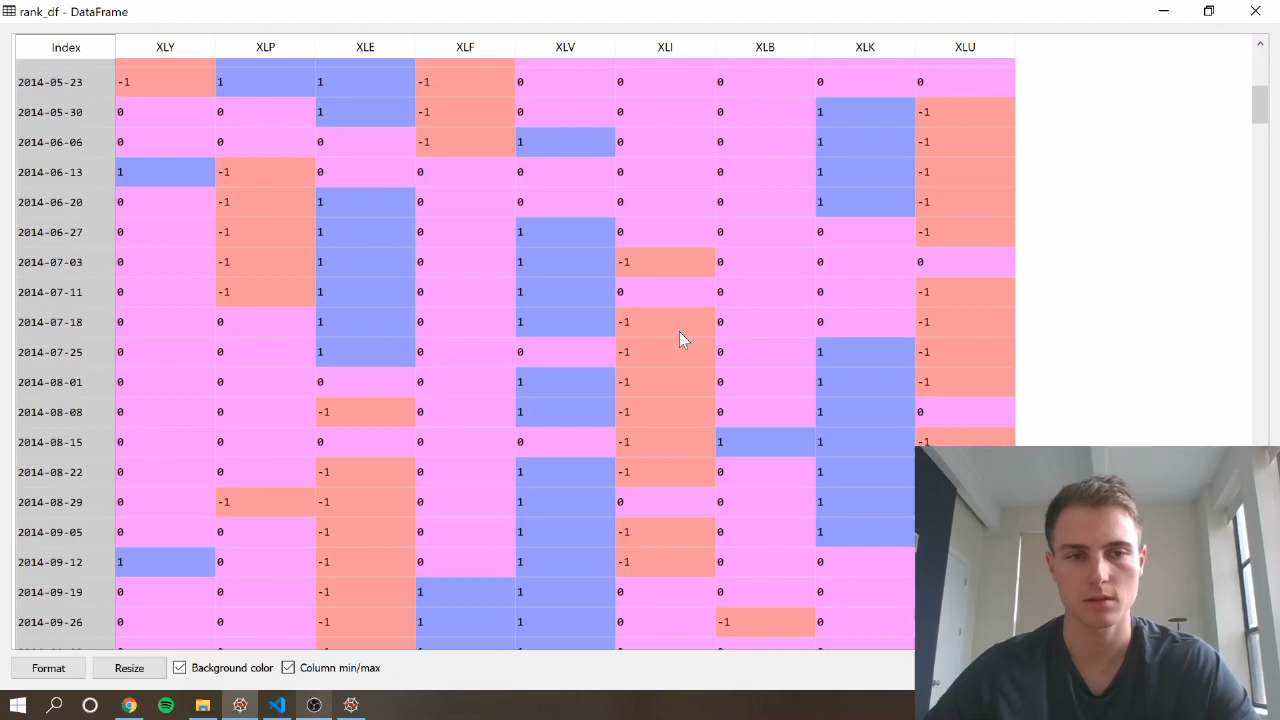 rank_df - DataFrame
Index XLY XLP XLE XLF XLV XLI XLB XLK XLU
2014-05-23 -1 1 1 -1 0 0 0 0 0
2014-05-30 0 0 1 -1 0 0 0 1 -1
2014-06-06 0 0 0 -1 1 0 0 1 -1
2014-06-13 1 -1 0 0 0 0 0 1 -1
2014-06-20 0 -1 1 0 0 0 0 1 -1
2014-06-27 0 -1 1 0 1 0 0 0 -1
2014-07-03 0 -1 1 0 1 -1 0 0 0
2014-07-11 0 -1 1 0 1 0 0 0 -1
2014-07-18 0 0 1 0 1 -1 0 0 -1
2014-07-25 0 0 1 0 0 -1 0 1 -1
2014-08-01 0 0 0 0 1 -1 0 1 -1
2014-08-08 0 0 -1 0 1 -1 0 1 0
2014-08-15 0 0 0 0 0 -1 1 1 -1
2014-08-22 0 0 -1 0 1 -1 0 1
2014-08-29 0 -1 -1 0 1 0 0 1
2014-09-05 0 0 -1 0 1 -1 0 1
2014-09-12 1 0 -1 0 1 -1 0 0
2014-09-19 0 0 -1 1 1 0 0 0
2014-09-26 0 0 -1 1 1 0 -1 0
Format Resize Background color Column min/max